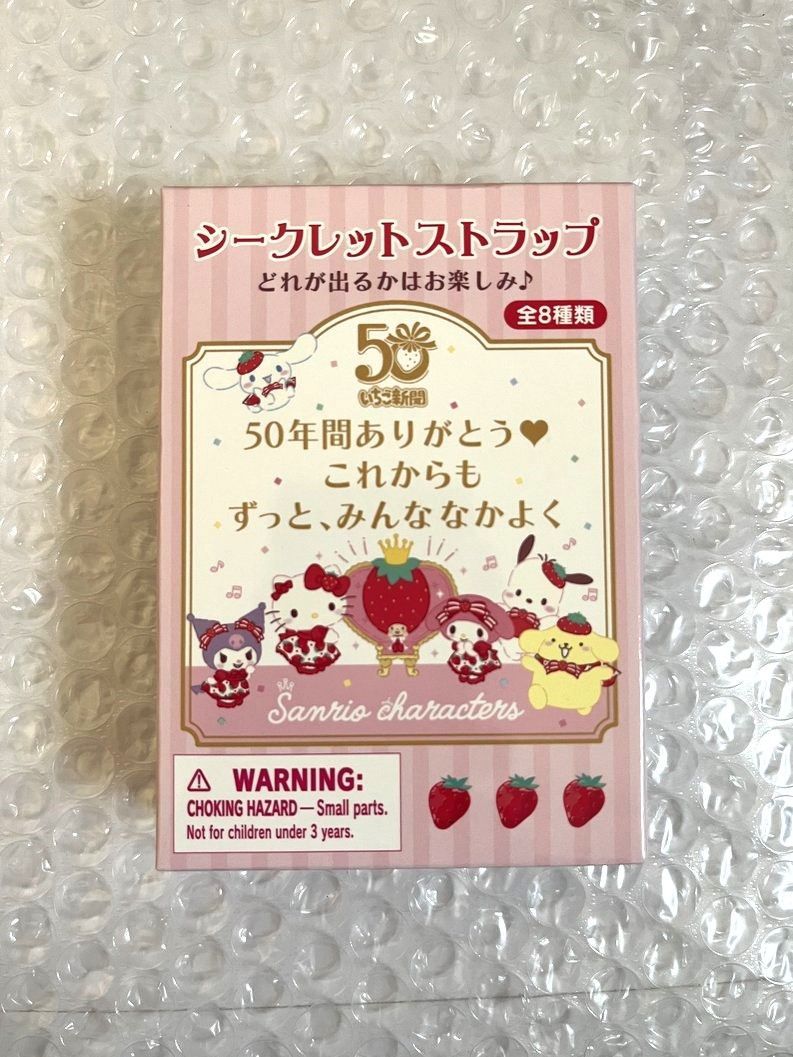 シークレットストラップ
どれが出るかはお楽しみ♪
全8種類
50
いちご新聞
50年間ありがとう♥
これからも
ずっと、みんななかよく
Sanrio characters
⚠ WARNING:
CHOKING HAZARD — Small parts.
Not for children under 3 years.